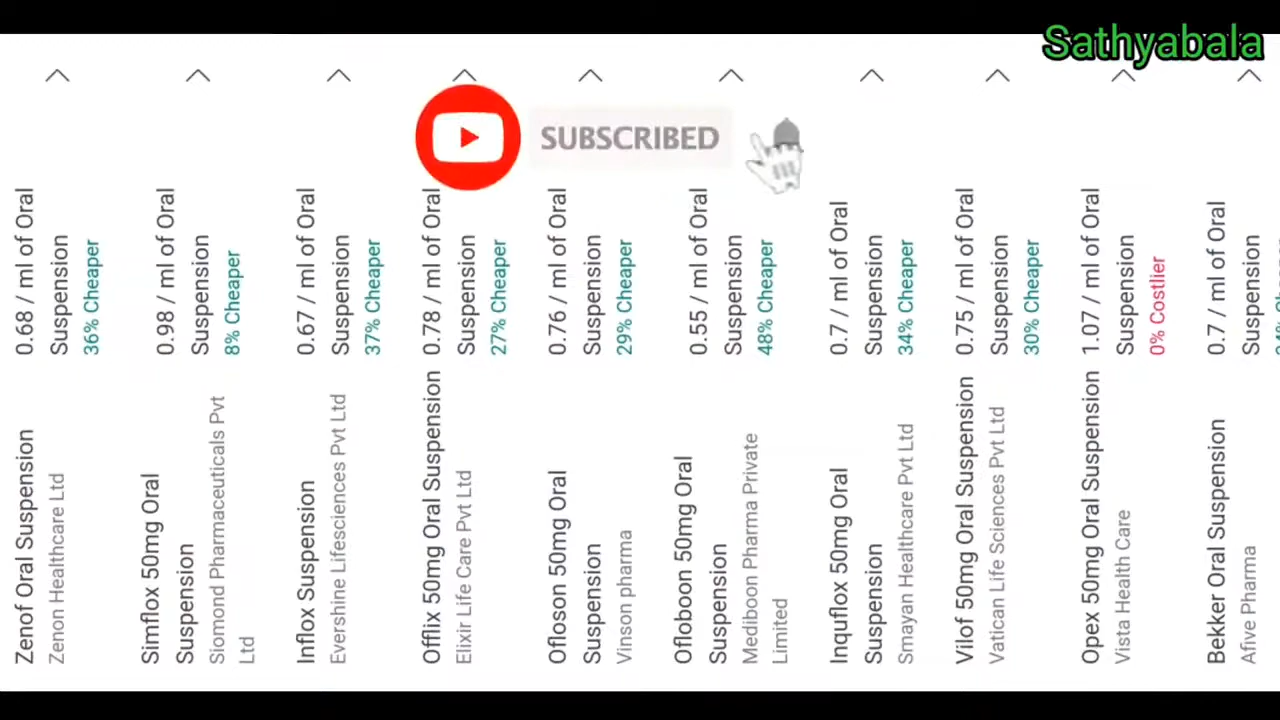 Sathyabala
SUBSCRIBED
Zenof Oral Suspension
Zenon Healthcare Ltd
0.68 / ml of Oral
Suspension
36% Cheaper
Simflox 50mg Oral
Suspension
Siomond Pharmaceuticals Pvt
Ltd
0.98 / ml of Oral
Suspension
8% Cheaper
Inflox Suspension
Evershine Lifesciences Pvt Ltd
0.67 / ml of Oral
Suspension
37% Cheaper
Offlix 50mg Oral Suspension
Elixir Life Care Pvt Ltd
0.78 / ml of Oral
Suspension
27% Cheaper
Ofloson 50mg Oral
Suspension
Vinson pharma
0.76 / ml of Oral
Suspension
29% Cheaper
Ofloboon 50mg Oral
Suspension
Mediboon Pharma Private
Limited
0.55 / ml of Oral
Suspension
48% Cheaper
Inquflox 50mg Oral
Suspension
Smayan Healthcare Pvt Ltd
0.7 / ml of Oral
Suspension
34% Cheaper
Vilof 50mg Oral Suspension
Vatican Life Sciences Pvt Ltd
0.75 / ml of Oral
Suspension
30% Cheaper
Opex 50mg Oral Suspension
Vista Health Care
1.07 / ml of Oral
Suspension
0% Costlier
Bekker Oral Suspension
Afive Pharma
0.7 / ml of Oral
Suspension